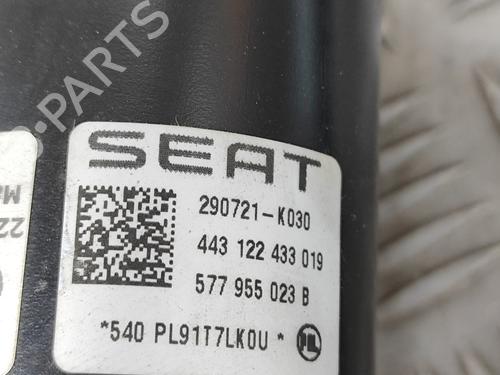 B-PARTS
SEAT
290721-K030
443 122 433 019
577 955 023 B
*540 PL91T7LK0U *